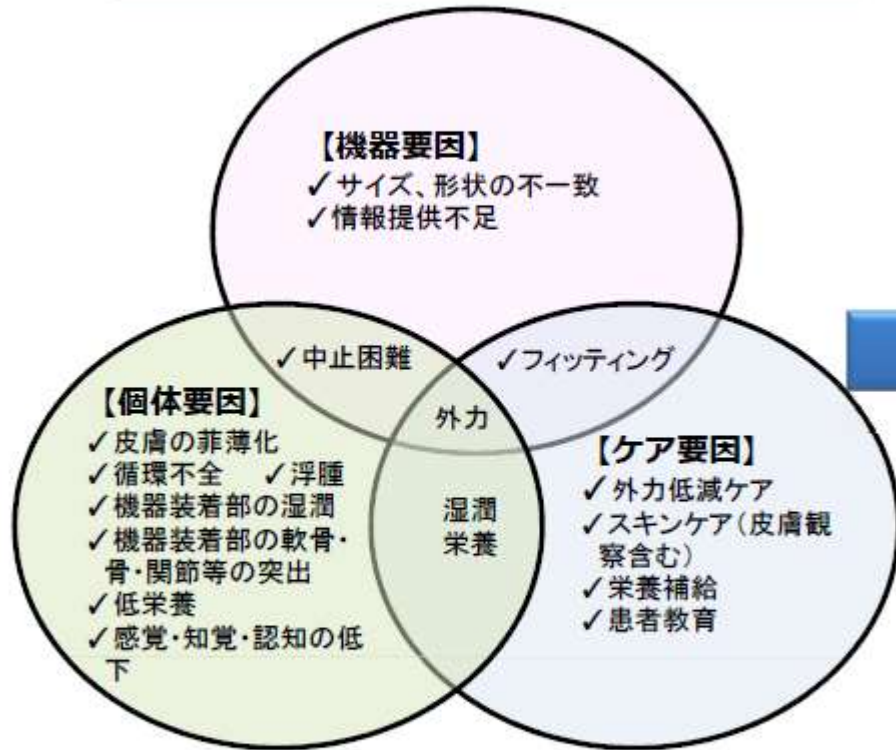 【機器要因】
✓サイズ、形状の不一致
✓情報提供不足
✓中止困難
✓フィッティング
外力
【個体要因】
✓皮膚の菲薄化
✓循環不全 ✓浮腫
✓機器装着部の湿潤
✓機器装着部の軟骨・
骨・関節等の突出
✓低栄養
✓感覚・知覚・認知の低
下
湿潤
栄養
【ケア要因】
✓外力低減ケア
✓スキンケア(皮膚観
察含む)
✓栄養補給
✓患者教育